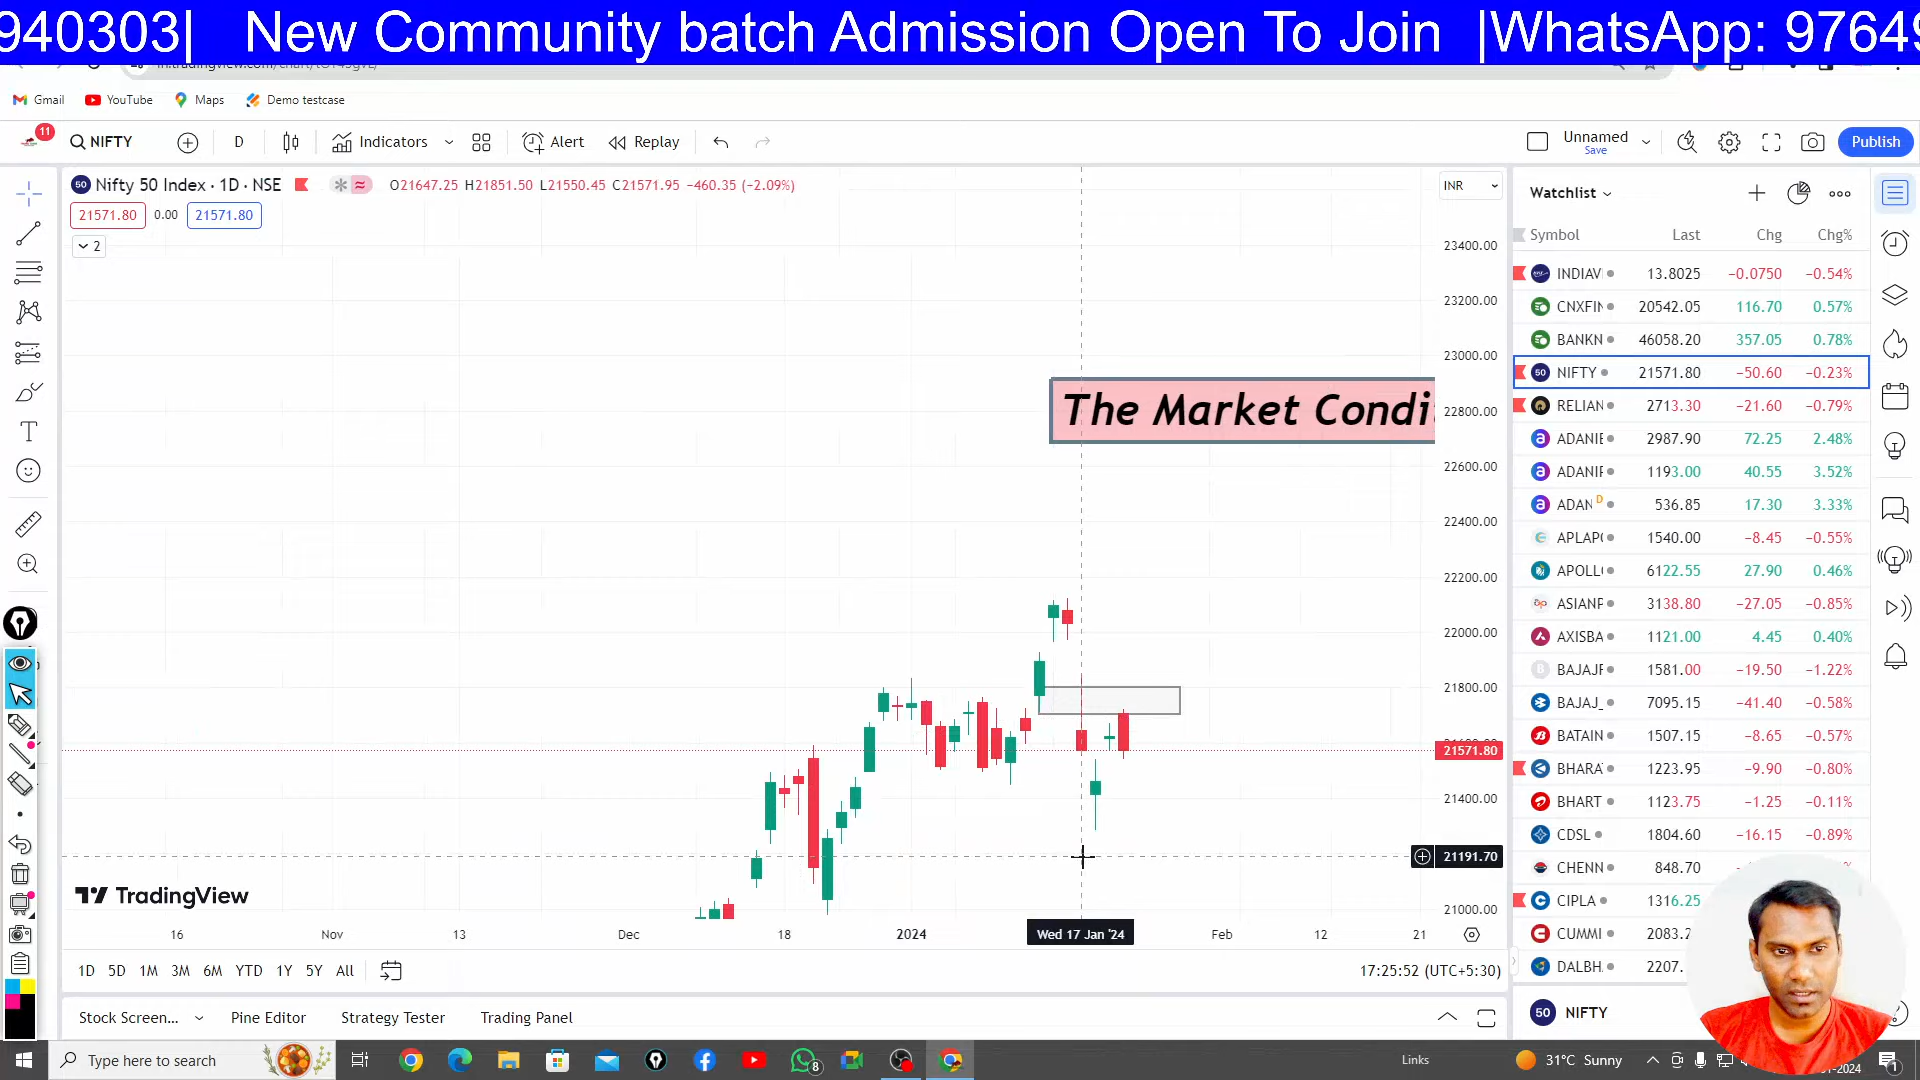 940303| New Community batch Admission Open To Join |WhatsApp: 9764
Gmail YouTube Maps Demo testcase
11 NIFTY D Indicators Alert Replay Unnamed Save Publish
50 Nifty 50 Index · 1D · NSE O21647.25 H21851.50 L21550.45 C21571.95 −460.35 (−2.09%) INR
21571.80 0.00 21571.80
2
23400.00
23200.00
23000.00
The Market Condi
22800.00
22600.00
22400.00
22200.00
22000.00
21800.00
21571.80
21400.00
21191.70
21000.00
TradingView
16 Nov 13 Dec 18 2024 Wed 17 Jan '24 Feb 12 21
1D 5D 1M 3M 6M YTD 1Y 5Y All 17:25:52 (UTC+5:30)
Stock Screen... Pine Editor Strategy Tester Trading Panel
Watchlist
Symbol Last Chg Chg%
INDIAV 13.8025 −0.0750 −0.54%
CNXFIN 20542.05 116.70 0.57%
BANKN 46058.20 357.05 0.78%
50 NIFTY 21571.80 −50.60 −0.23%
RELIAN 2713.30 −21.60 −0.79%
ADANIE 2987.90 72.25 2.48%
ADANIP 1193.00 40.55 3.52%
ADAN D 536.85 17.30 3.33%
APLAP 1540.00 −8.45 −0.55%
APOLL 6122.55 27.90 0.46%
ASIANP 3138.80 −27.05 −0.85%
AXISBA 1121.00 4.45 0.40%
BAJAJF 1581.00 −19.50 −1.22%
BAJAJ_ 7095.15 −41.40 −0.58%
BATAIN 1507.15 −8.65 −0.57%
BHARA 1223.95 −9.90 −0.80%
BHART 1123.75 −1.25 −0.11%
CDSL 1804.60 −16.15 −0.89%
CHENN 848.70
CIPLA 1316.25
CUMMI 2083.2
DALBH 2207.
50 NIFTY
Type here to search 8 Links 31°C Sunny 1